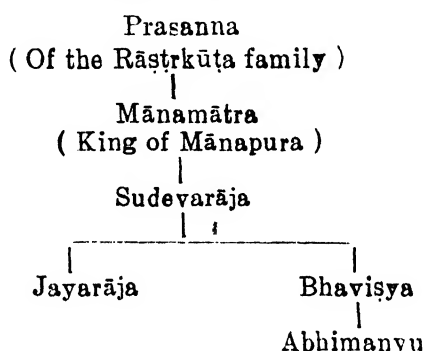 Prasanna
( Of the Rāṣṭrkūṭa family )
Mānamātra
( King of Mānapura )
Sudevarāja
Jayarāja Bhaviṣya
Abhimanyu